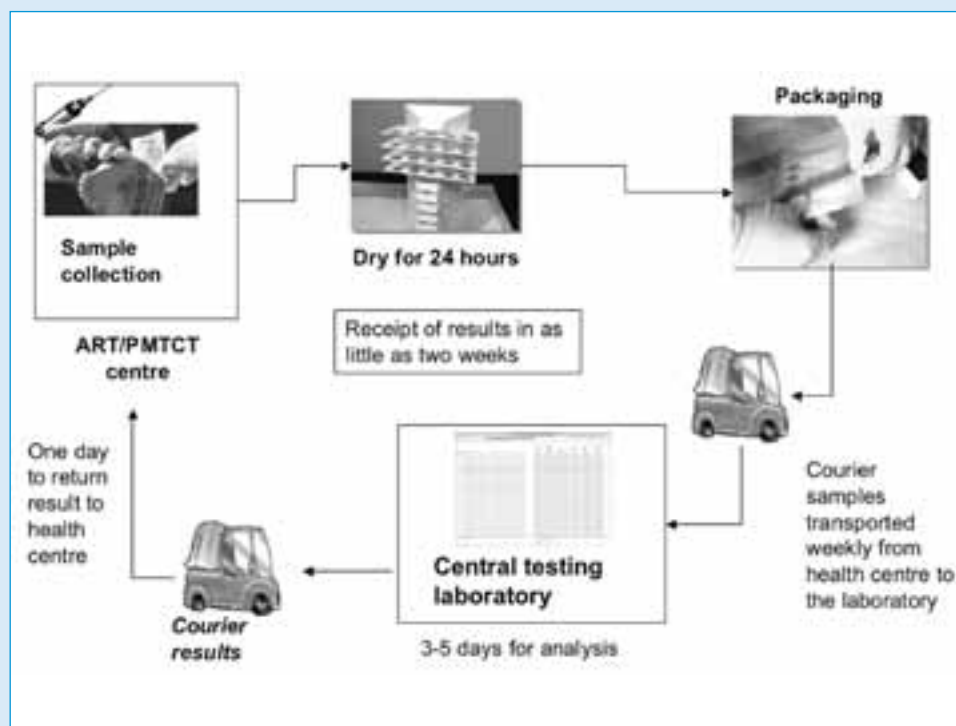 Packaging
Sample
collection
Dry for 24 hours
ART/PMTCT
centre
Receipt of results in as
little as two weeks
One day
to return
result to
health
centre
Courier
samples
transported
weekly from
health centre to
the laboratory
Central testing
laboratory
Courier
results
3-5 days for analysis